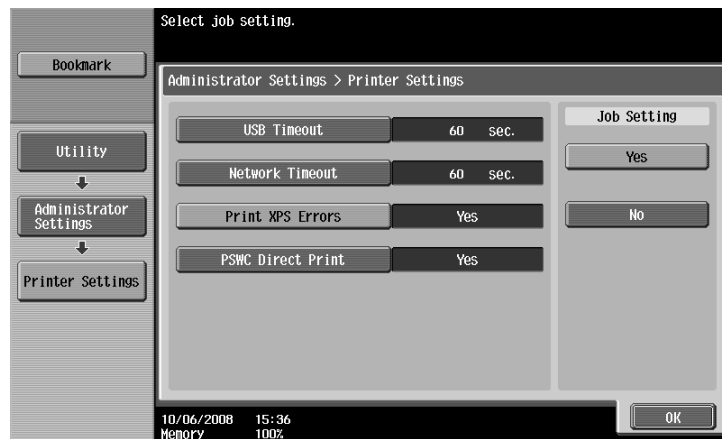 Select job setting.
Bookmark
Administrator Settings > Printer Settings
Utility
Administrator
Settings
Printer Settings
USB Timeout 60 sec.
Network Timeout 60 sec.
Print XPS Errors Yes
PSWC Direct Print Yes
Job Setting
Yes
No
10/06/2008 15:36
Memory 100%
OK